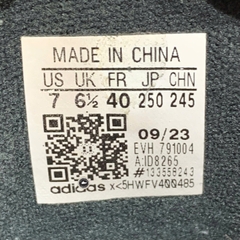 MADE IN CHINA
US UK FR JP CHN
7 6½ 40 250 245
09/23
EVH 791004
A:ID8265
#133558243
adidas x<5HWFV400485